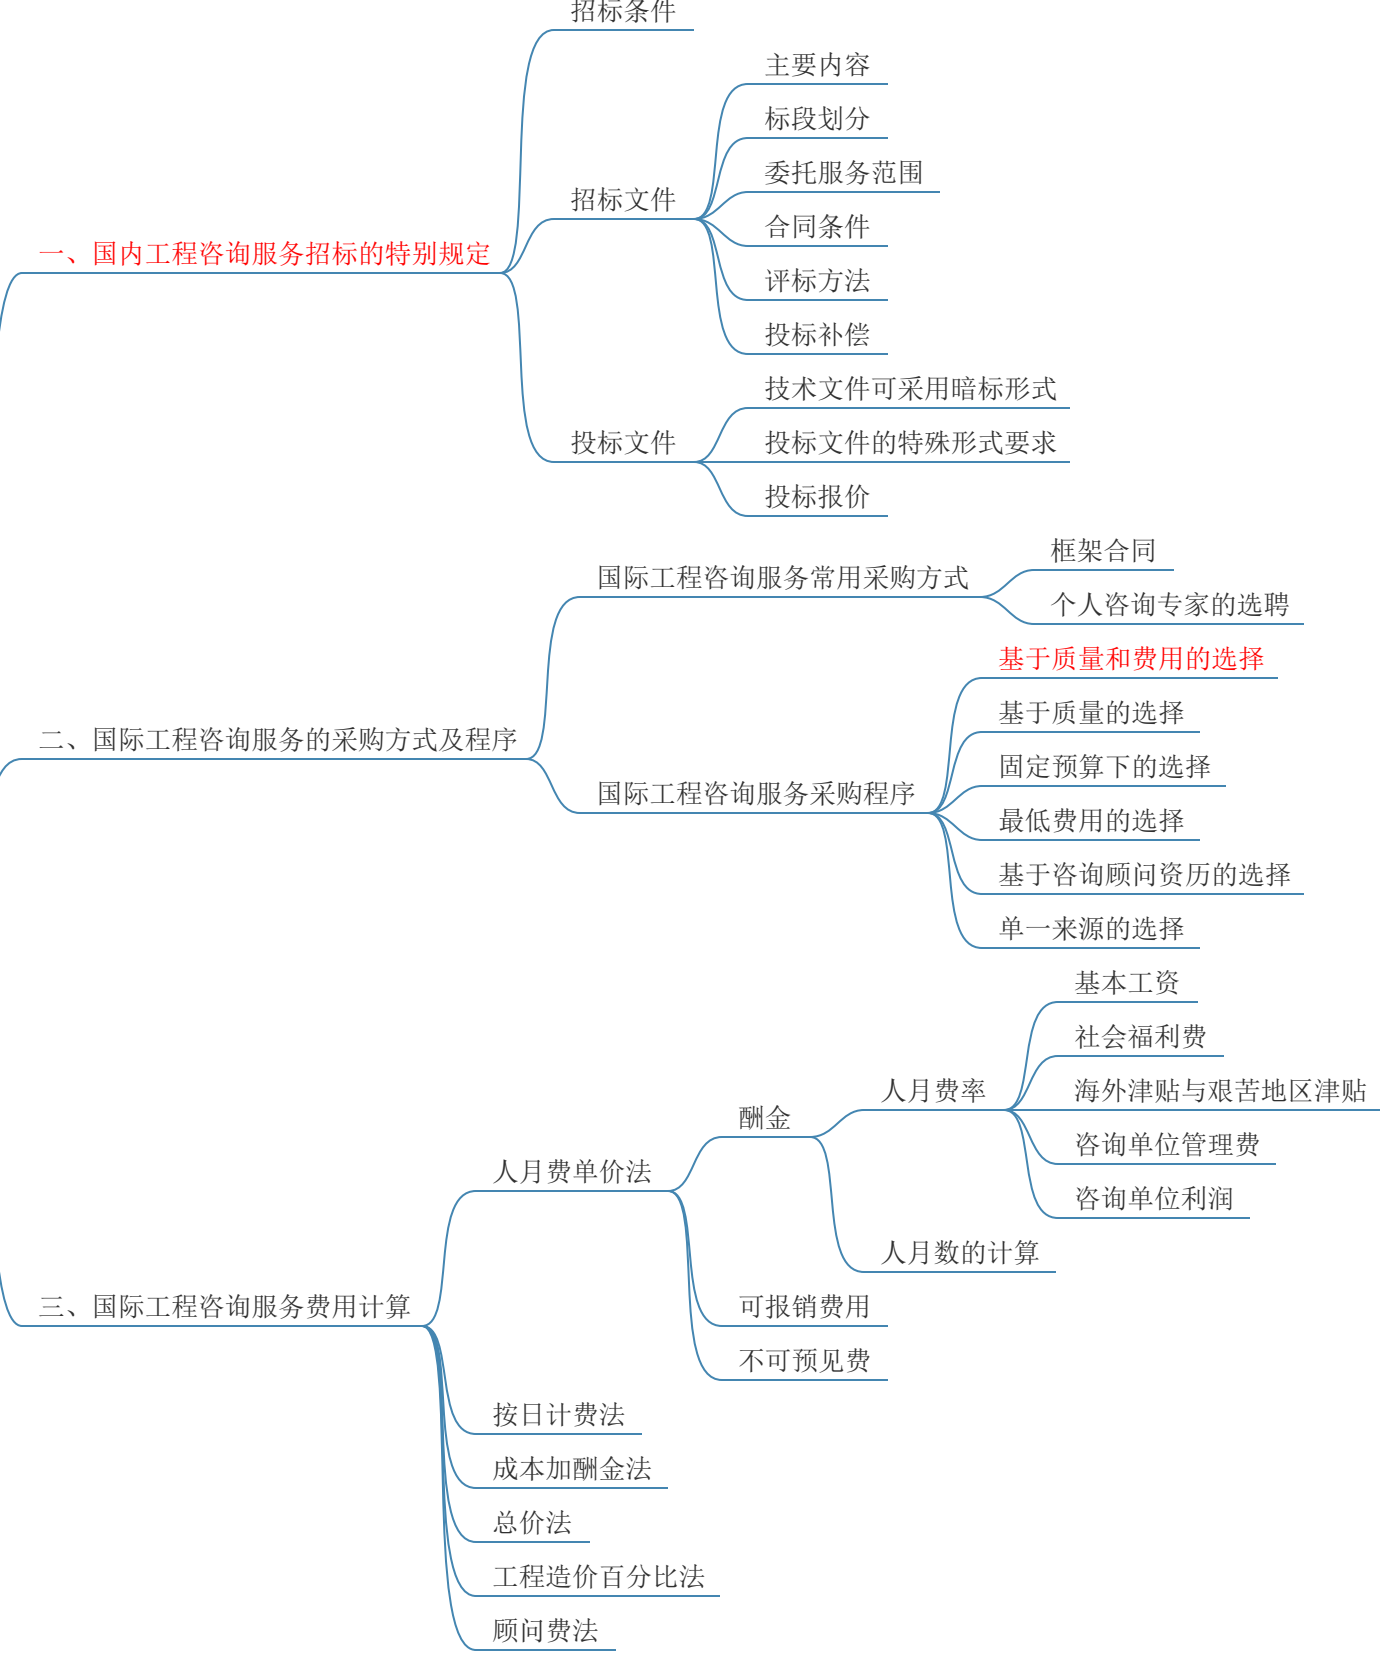 招标条件
主要内容
标段划分
委托服务范围
招标文件
合同条件
一、国内工程咨询服务招标的特别规定
评标方法
投标补偿
技术文件可采用暗标形式
投标文件
投标文件的特殊形式要求
投标报价
框架合同
国际工程咨询服务常用采购方式
个人咨询专家的选聘
基于质量和费用的选择
基于质量的选择
二、国际工程咨询服务的采购方式及程序
固定预算下的选择
国际工程咨询服务采购程序
最低费用的选择
基于咨询顾问资历的选择
单一来源的选择
基本工资
社会福利费
人月费率
海外津贴与艰苦地区津贴
酬金
咨询单位管理费
人月费单价法
咨询单位利润
人月数的计算
三、国际工程咨询服务费用计算
可报销费用
不可预见费
按日计费法
成本加酬金法
总价法
工程造价百分比法
顾问费法